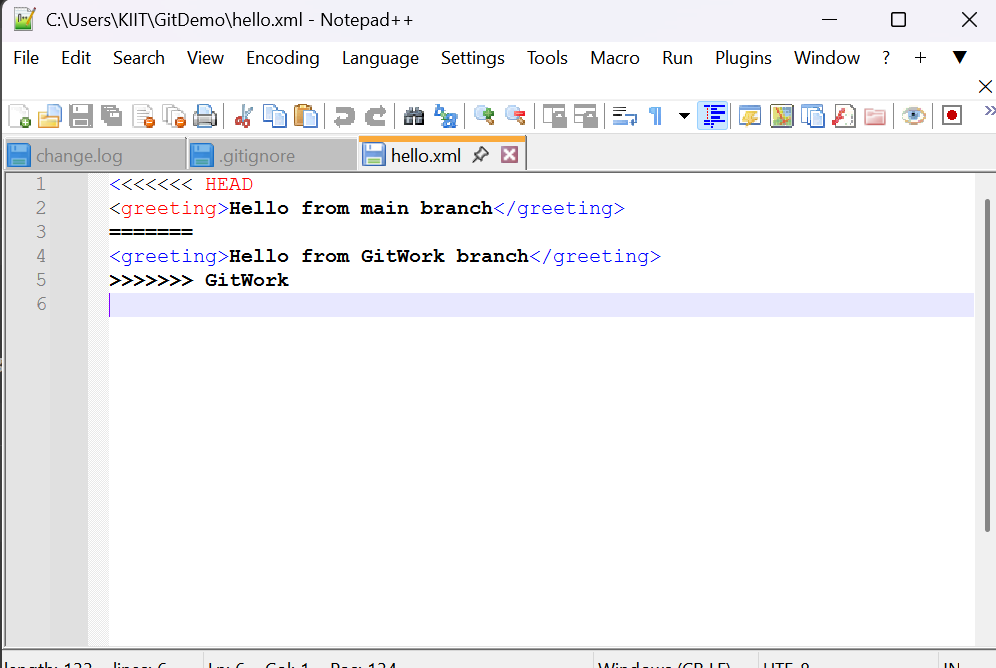 C:\Users\KIIT\GitDemo\hello.xml - Notepad++
File Edit Search View Encoding Language Settings Tools Macro Run Plugins Window ? + ▼
change.log .gitignore hello.xml
1 <<<<<<< HEAD
2 <greeting>Hello from main branch</greeting>
3 =======
4 <greeting>Hello from GitWork branch</greeting>
5 >>>>>>> GitWork
6